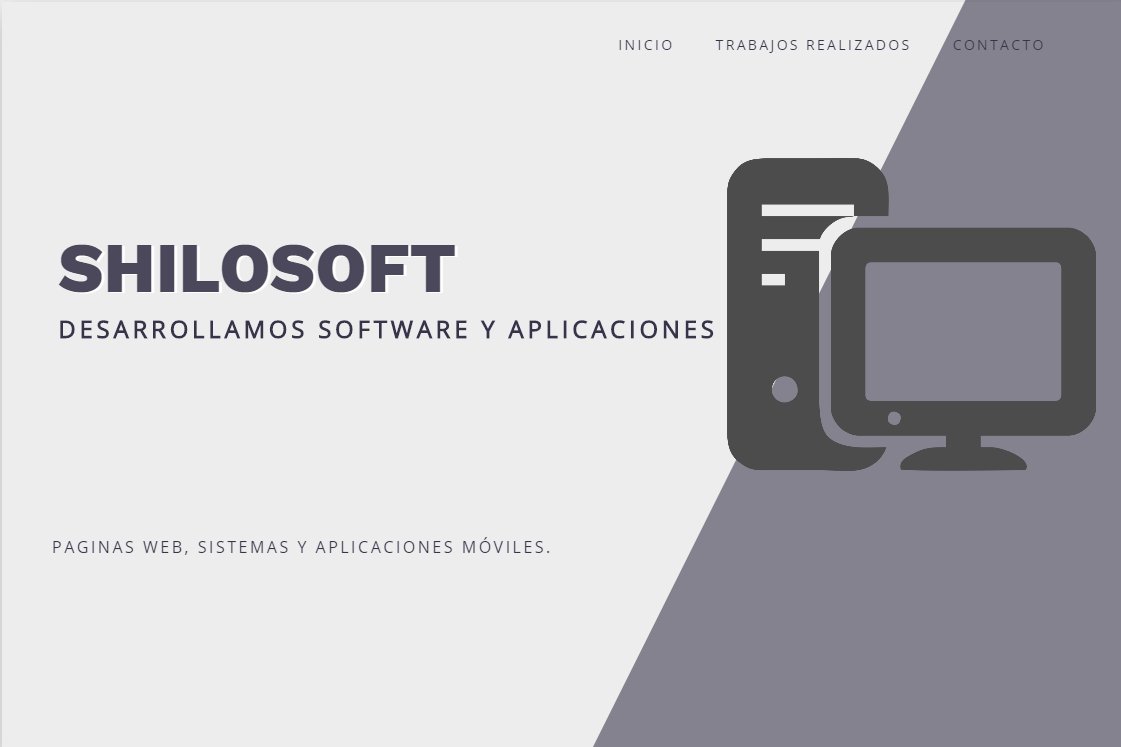 INICIO TRABAJOS REALIZADOS CONTACTO
SHILOSOFT
DESARROLLAMOS SOFTWARE Y APLICACIONES
PAGINAS WEB, SISTEMAS Y APLICACIONES MÓVILES.